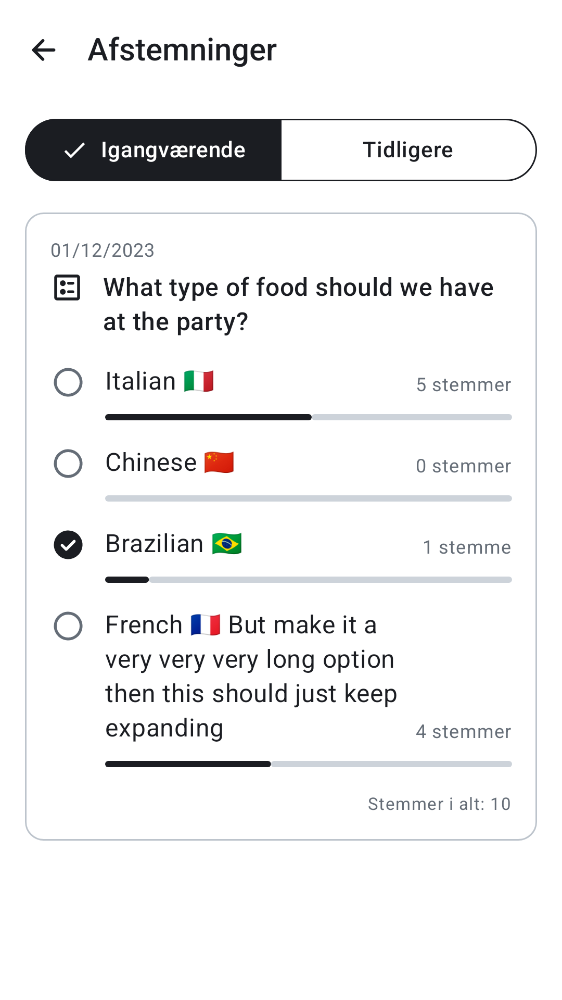 Afstemninger
Igangværende
Tidligere
01/12/2023
What type of food should we have
at the party?
Italian 🇮🇹
5 stemmer
Chinese 🇨🇳
0 stemmer
Brazilian 🇧🇷
1 stemme
French 🇫🇷 But make it a
very very very long option
then this should just keep
expanding
4 stemmer
Stemmer i alt: 10